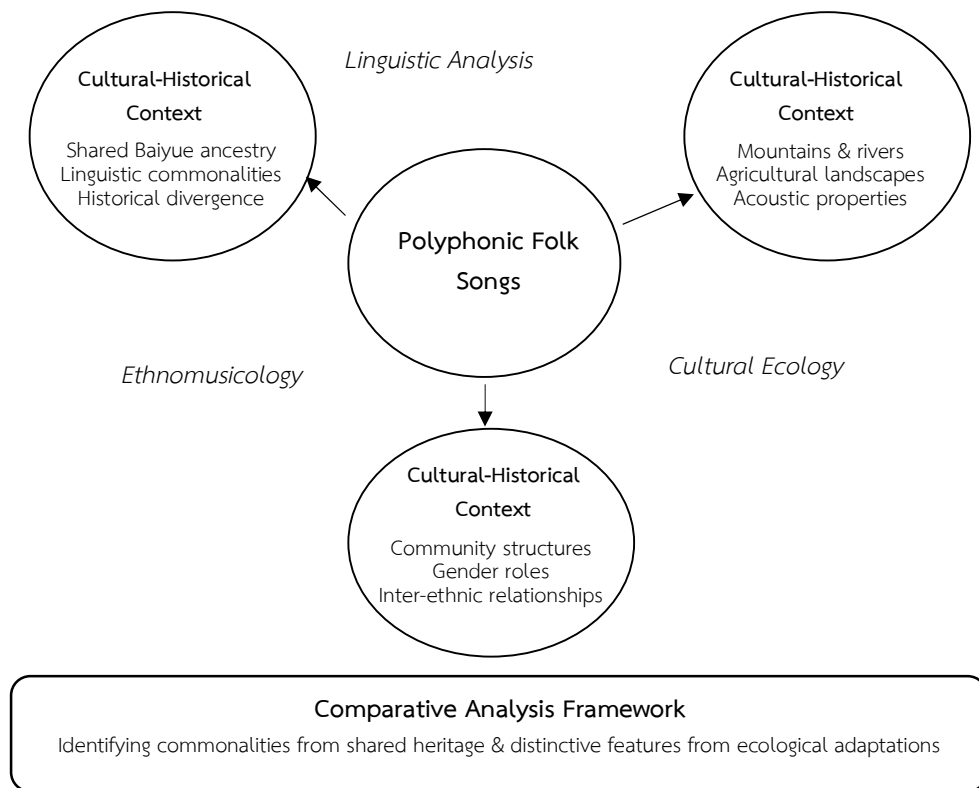 Linguistic Analysis
Cultural-Historical
Context
Shared Baiyue ancestry
Linguistic commonalities
Historical divergence
Cultural-Historical
Context
Mountains & rivers
Agricultural landscapes
Acoustic properties
Polyphonic Folk
Songs
Ethnomusicology
Cultural Ecology
Cultural-Historical
Context
Community structures
Gender roles
Inter-ethnic relationships
Comparative Analysis Framework
Identifying commonalities from shared heritage & distinctive features from ecological adaptations